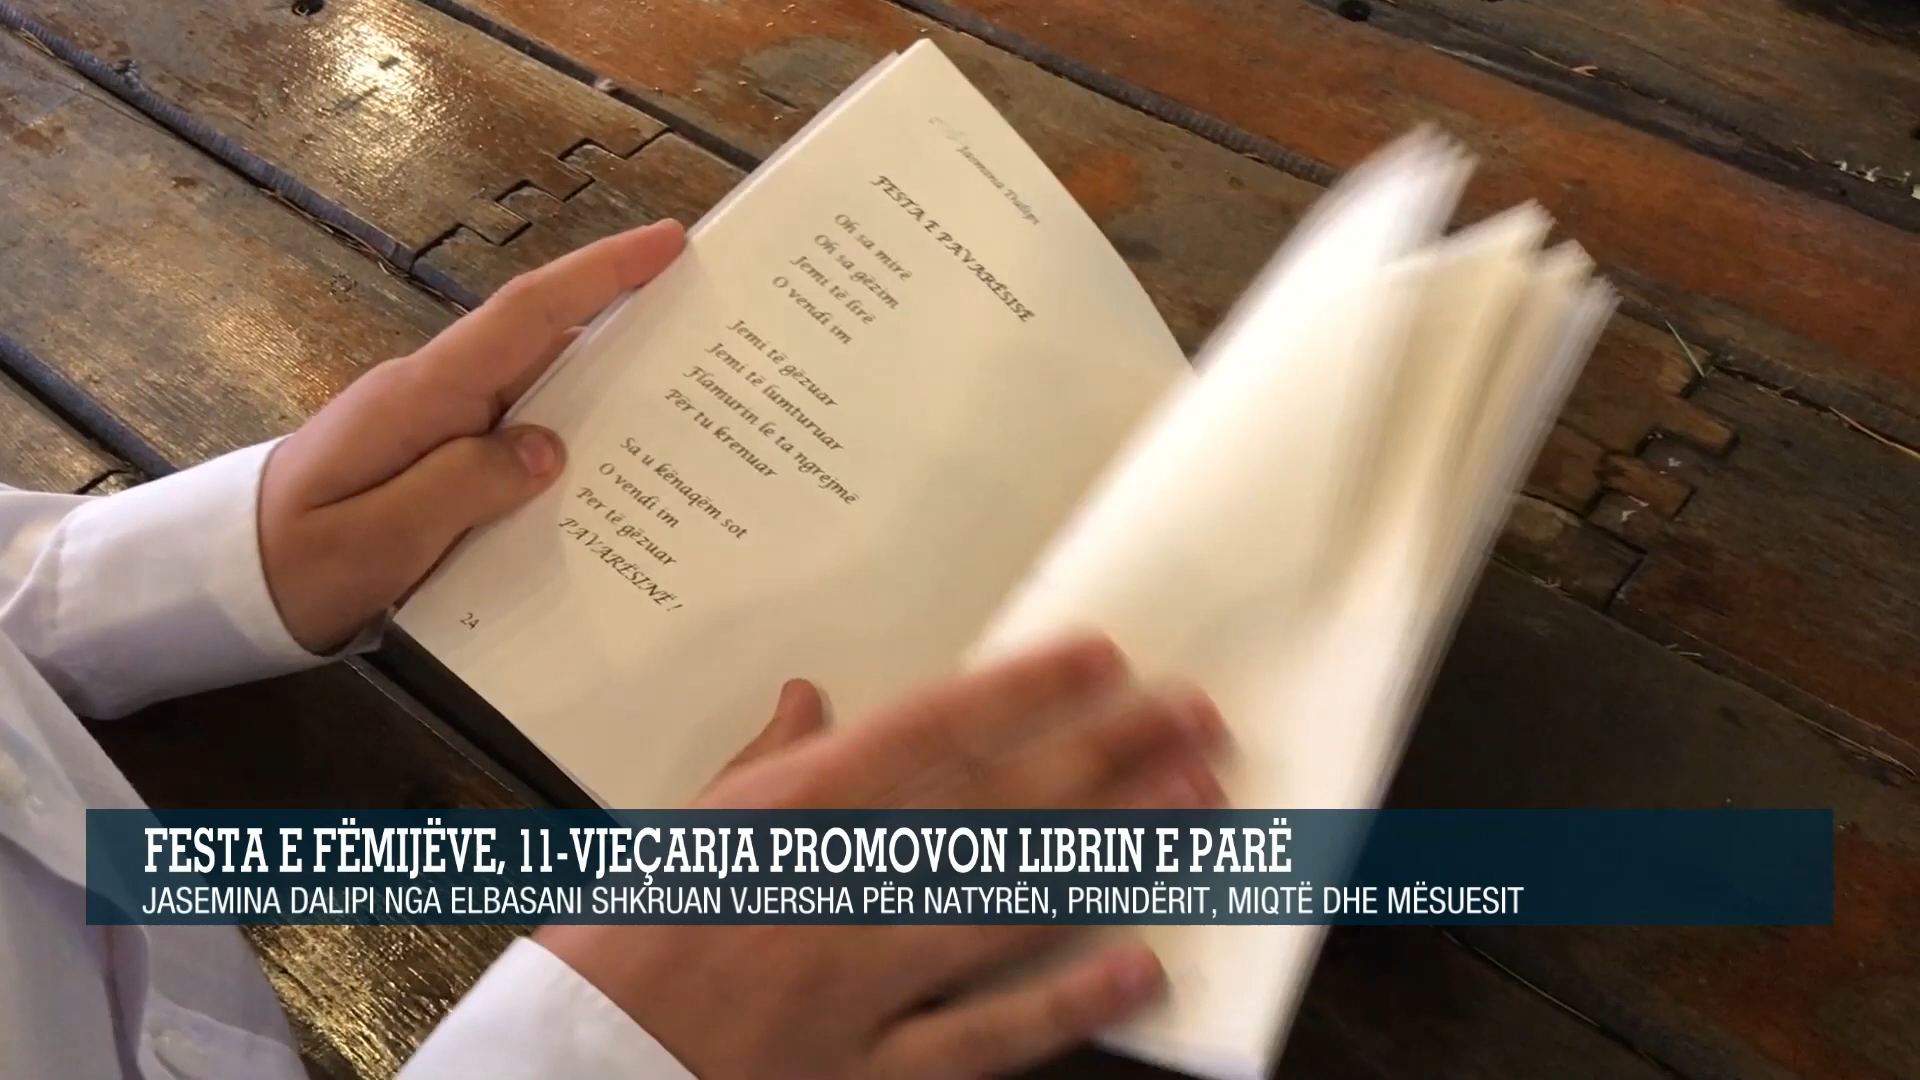 Jasemina Dalipi
FESTA E PAVARËSISË
Oh sa mirë
Oh sa gëzim
Jemi të lirë
O vendi im
Jemi të gëzuar
Jemi të lumturuar
Flamurin le ta ngrejmë
Për tu krenuar
Sa u kënaqëm sot
O vendi im
Per të gëzuar
PAVARËSINË!
24
FESTA E FËMIJËVE, 11-VJEÇARJA PROMOVON LIBRIN E PARË
JASEMINA DALIPI NGA ELBASANI SHKRUAN VJERSHA PËR NATYRËN, PRINDËRIT, MIQTË DHE MËSUESIT